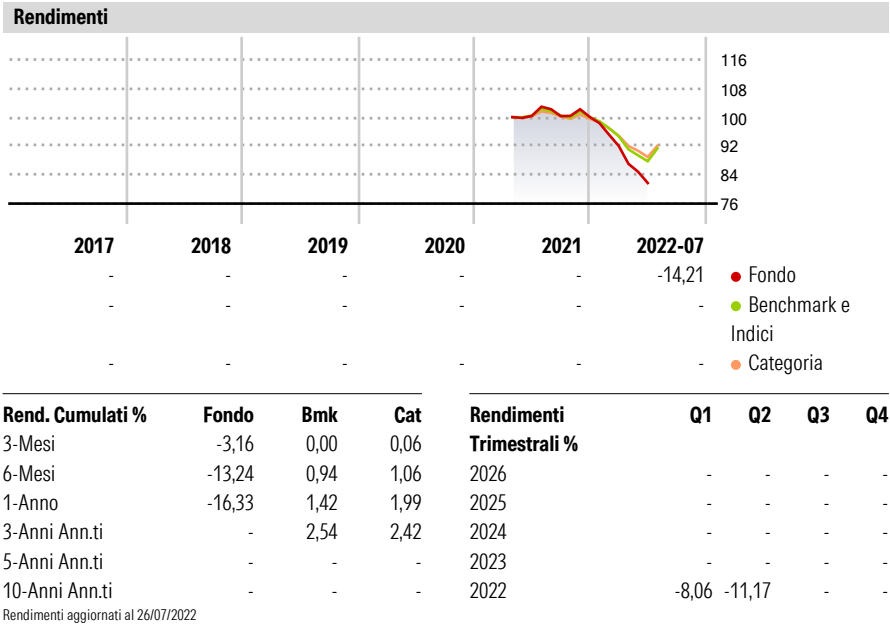 Rendimenti
116
108
100
92
84
76
2017 2018 2019 2020 2021 2022-07
- - - - - -14,21 Fondo
- - - - - - Benchmark e
Indici
- - - - - - Categoria
Rend. Cumulati % Fondo Bmk Cat
3-Mesi -3,16 0,00 0,06
6-Mesi -13,24 0,94 1,06
1-Anno -16,33 1,42 1,99
3-Anni Ann.ti - 2,54 2,42
5-Anni Ann.ti - - -
10-Anni Ann.ti - - -
Rendimenti Q1 Q2 Q3 Q4
Trimestrali %
2026 - - - -
2025 - - - -
2024 - - - -
2023 - - - -
2022 -8,06 -11,17 - -
Rendimenti aggiornati al 26/07/2022